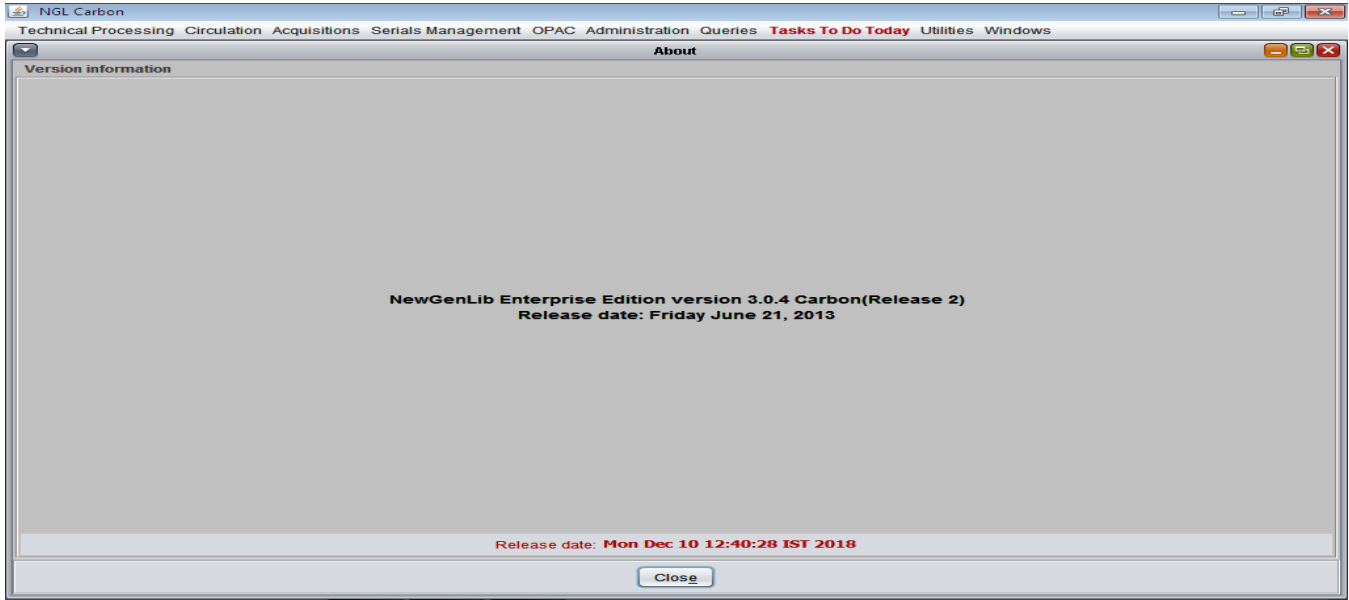 NGL Carbon
Technical Processing Circulation Acquisitions Serials Management OPAC Administration Queries Tasks To Do Today Utilities Windows
About
Version information
NewGenLib Enterprise Edition version 3.0.4 Carbon(Release 2)
Release date: Friday June 21, 2013
Release date: Mon Dec 10 12:40:28 IST 2018
Close